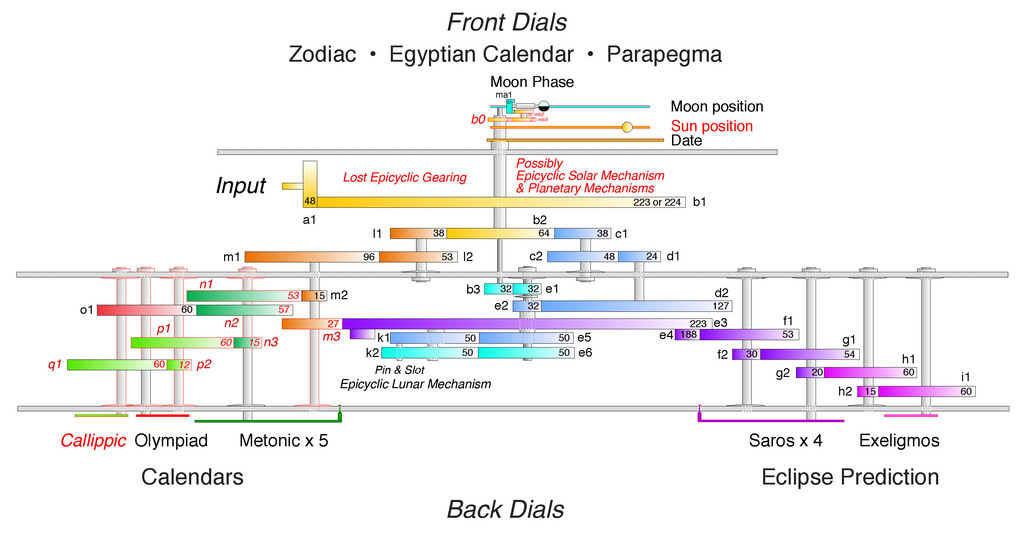 Front Dials
Zodiac • Egyptian Calendar • Parapegma
Moon Phase
ma1
Moon position
b0
mb2
mb3
Sun position
Date
Input
Lost Epicyclic Gearing
Possibly
Epicyclic Solar Mechanism
& Planetary Mechanisms
48
223 or 224
b1
a1
b2
l1
38
64
38
c1
m1
96
53
l2
c2
48
24
d1
n1
b3
32
32
e1
53
15
m2
d2
o1
60
57
e2
32
127
p1
n2
27
223
e3
f1
m3
k1
50
50
e5
e4
188
53
60
15
n3
g1
k2
50
50
e6
f2
30
54
q1
60
12
p2
h1
Pin & Slot
g2
20
60
Epicyclic Lunar Mechanism
i1
h2
15
60
Callippic
Olympiad
Metonic x 5
Saros x 4
Exeligmos
Calendars
Eclipse Prediction
Back Dials